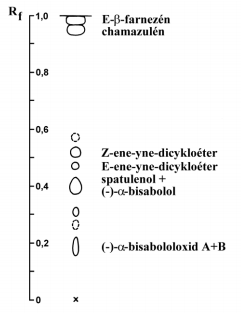 Rf
1,0
E-β-farnezén
chamazulén
0,8
0,6
Z-ene-yne-dicykloéter
E-ene-yne-dicykloéter
spatulenol +
0,4
(-)-α-bisabolol
0,2
(-)-α-bisabololoxid A+B
0
x